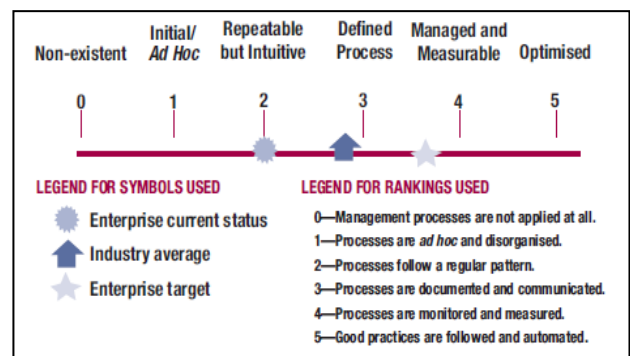 Non-existent
Initial/
Ad Hoc
Repeatable
but Intuitive
Defined
Process
Managed and
Measurable
Optimised
0 1 2 3 4 5
LEGEND FOR SYMBOLS USED
Enterprise current status
Industry average
Enterprise target
LEGEND FOR RANKINGS USED
0—Management processes are not applied at all.
1—Processes are ad hoc and disorganised.
2—Processes follow a regular pattern.
3—Processes are documented and communicated.
4—Processes are monitored and measured.
5—Good practices are followed and automated.